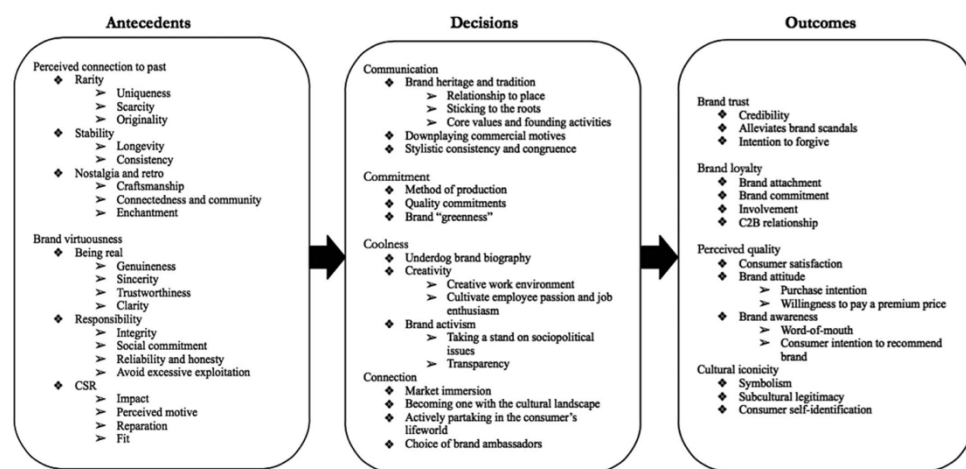 Antecedents
Perceived connection to past
❖ Rarity
➢ Uniqueness
➢ Scarcity
➢ Originality
❖ Stability
➢ Longevity
➢ Consistency
❖ Nostalgia and retro
➢ Craftsmanship
➢ Connectedness and community
➢ Enchantment
Brand virtuousness
❖ Being real
➢ Genuineness
➢ Sincerity
➢ Trustworthiness
➢ Clarity
❖ Responsibility
➢ Integrity
➢ Social commitment
➢ Reliability and honesty
➢ Avoid excessive exploitation
❖ CSR
➢ Impact
➢ Perceived motive
➢ Reparation
➢ Fit
Decisions
Communication
❖ Brand heritage and tradition
➢ Relationship to place
➢ Sticking to the roots
➢ Core values and founding activities
❖ Downplaying commercial motives
❖ Stylistic consistency and congruence
Commitment
❖ Method of production
❖ Quality commitments
❖ Brand “greenness”
Coolness
❖ Underdog brand biography
❖ Creativity
➢ Creative work environment
➢ Cultivate employee passion and job
enthusiasm
❖ Brand activism
➢ Taking a stand on sociopolitical
issues
➢ Transparency
Connection
❖ Market immersion
❖ Becoming one with the cultural landscape
❖ Actively partaking in the consumer’s
lifeworld
❖ Choice of brand ambassadors
Outcomes
Brand trust
❖ Credibility
❖ Alleviates brand scandals
❖ Intention to forgive
Brand loyalty
❖ Brand attachment
❖ Brand commitment
❖ Involvement
❖ C2B relationship
Perceived quality
❖ Consumer satisfaction
❖ Brand attitude
➢ Purchase intention
➢ Willingness to pay a premium price
❖ Brand awareness
➢ Word-of-mouth
➢ Consumer intention to recommend
brand
Cultural iconicity
❖ Symbolism
❖ Subcultural legitimacy
❖ Consumer self-identification